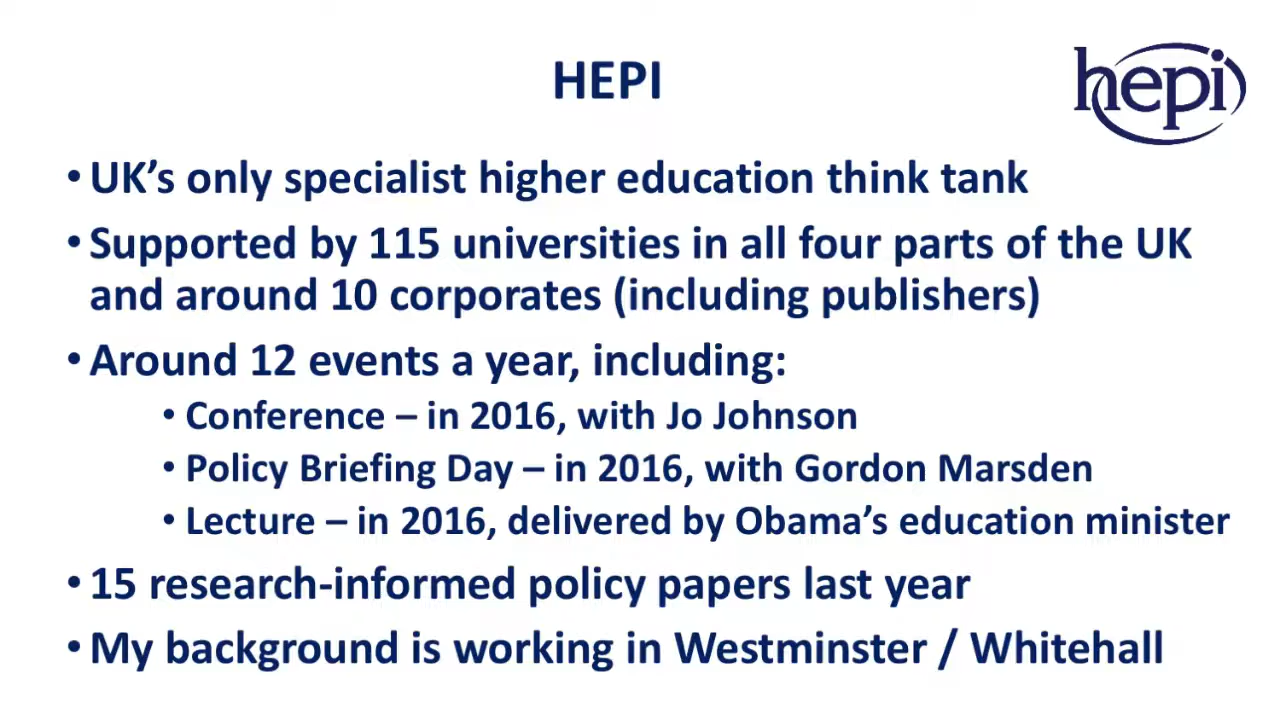 HEPI
hepi
• UK’s only specialist higher education think tank
• Supported by 115 universities in all four parts of the UK
and around 10 corporates (including publishers)
• Around 12 events a year, including:
• Conference – in 2016, with Jo Johnson
• Policy Briefing Day – in 2016, with Gordon Marsden
• Lecture – in 2016, delivered by Obama’s education minister
• 15 research-informed policy papers last year
• My background is working in Westminster / Whitehall